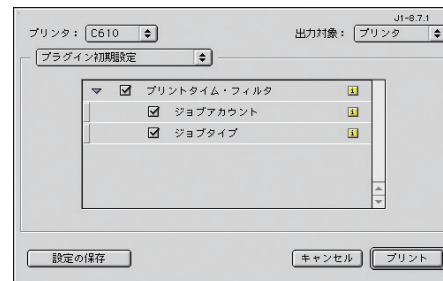 J1-8.7.1
プリンタ： C610 出力対象： プリンタ
プラグイン初期設定
プリントタイム・フィルタ
ジョブアカウント
ジョブタイプ
設定の保存 キャンセル プリント